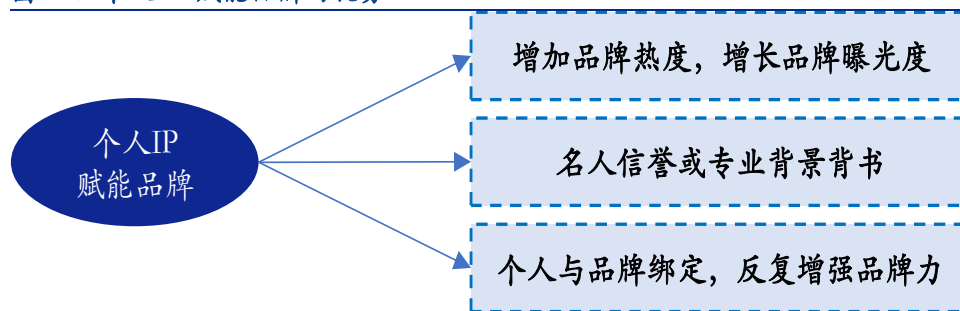 个人IP
赋能品牌
增加品牌热度，增长品牌曝光度
名人信誉或专业背景背书
个人与品牌绑定，反复增强品牌力